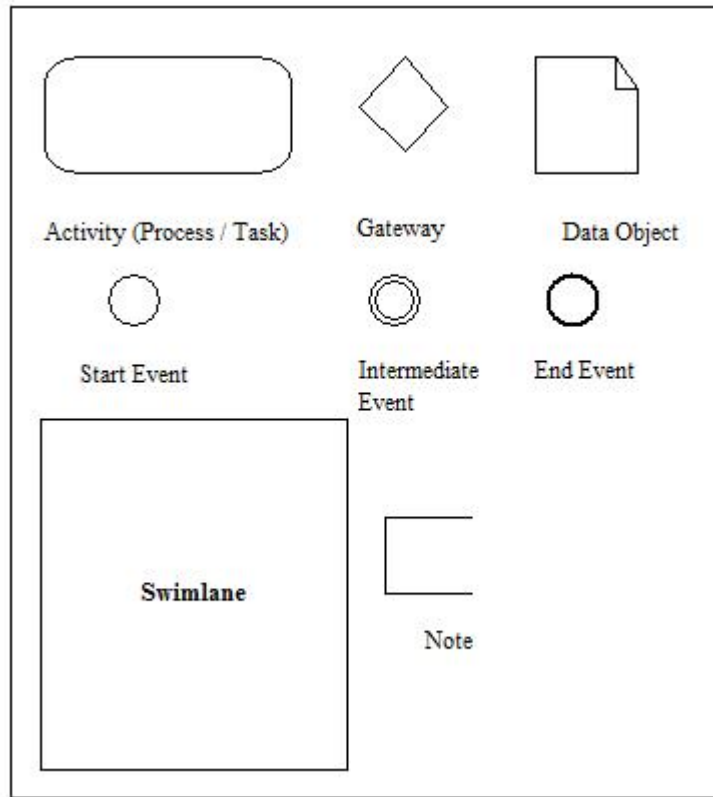 Activity (Process / Task)
Gateway
Data Object
Start Event
Intermediate
Event
End Event
Swimlane
Note